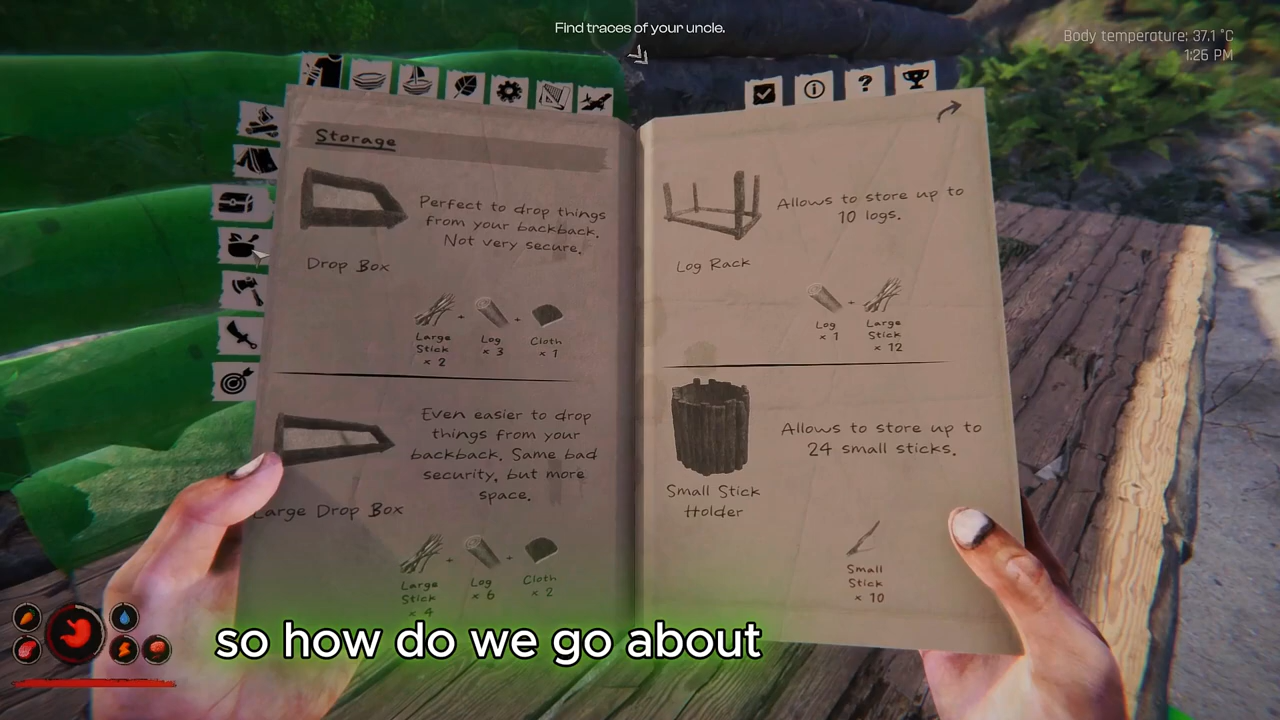 Find traces of your uncle.
Body temperature: 37.1 °C
1:26 PM
Storage
Perfect to drop things
from your backback.
Not very secure.
Drop Box
Large
Stick
x 2
+
Log
x 3
+
Cloth
x 1
Even easier to drop
things from your
backback. Same bad
security, but more
space.
Large Drop Box
Large
Stick
x 4
+
Log
x 6
+
Cloth
x 2
?
Allows to store up to
10 logs.
Log Rack
Log
x 1
+
Large
Stick
x 12
Allows to store up to
24 small sticks.
Small Stick
Holder
Small
Stick
x 10
so how do we go about